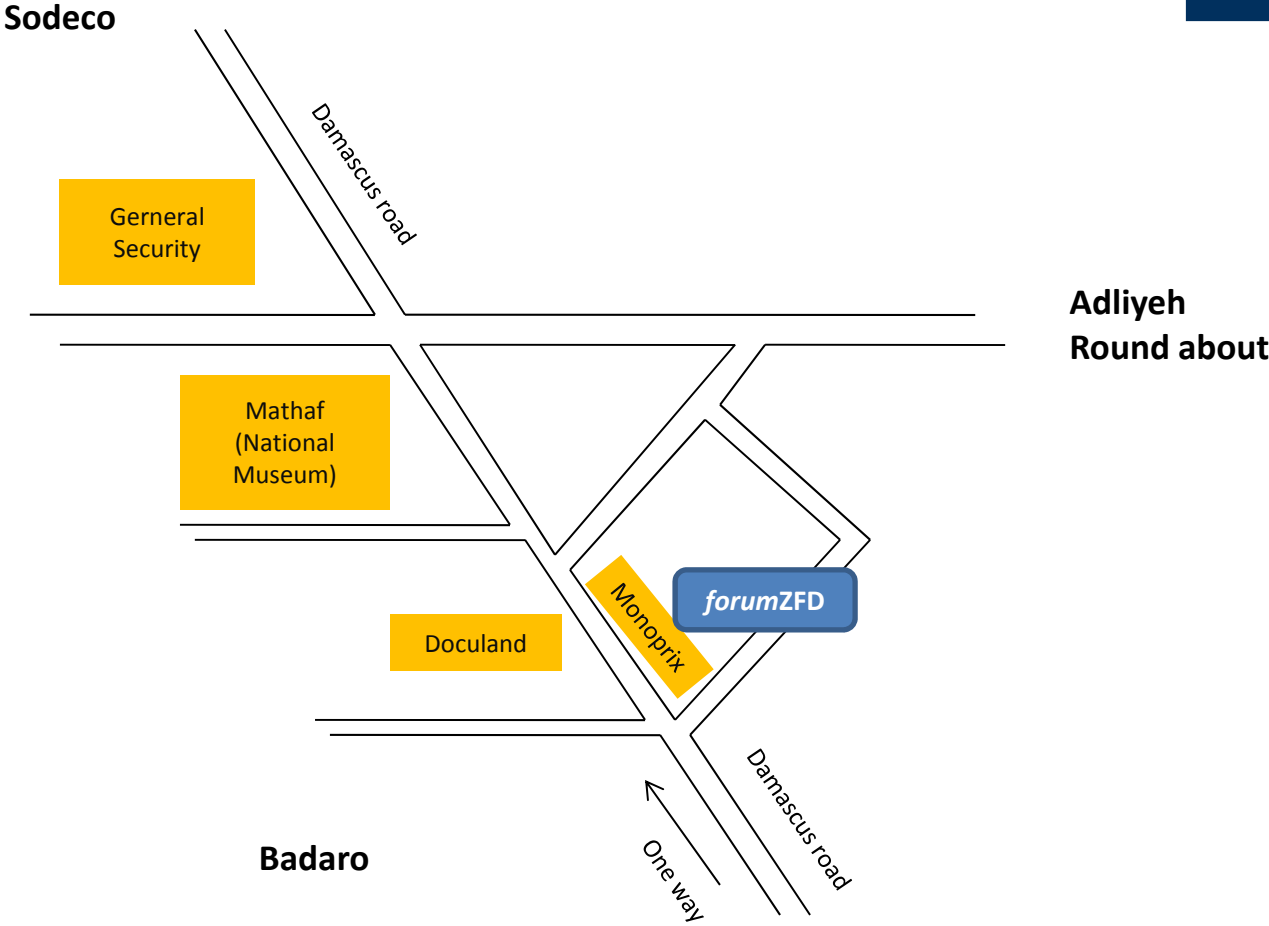 Sodeco
Damascus road
Gerneral
Security
Adliyeh
Round about
Mathaf
(National
Museum)
Monoprix
forumZFD
Doculand
Damascus road
One way
Badaro